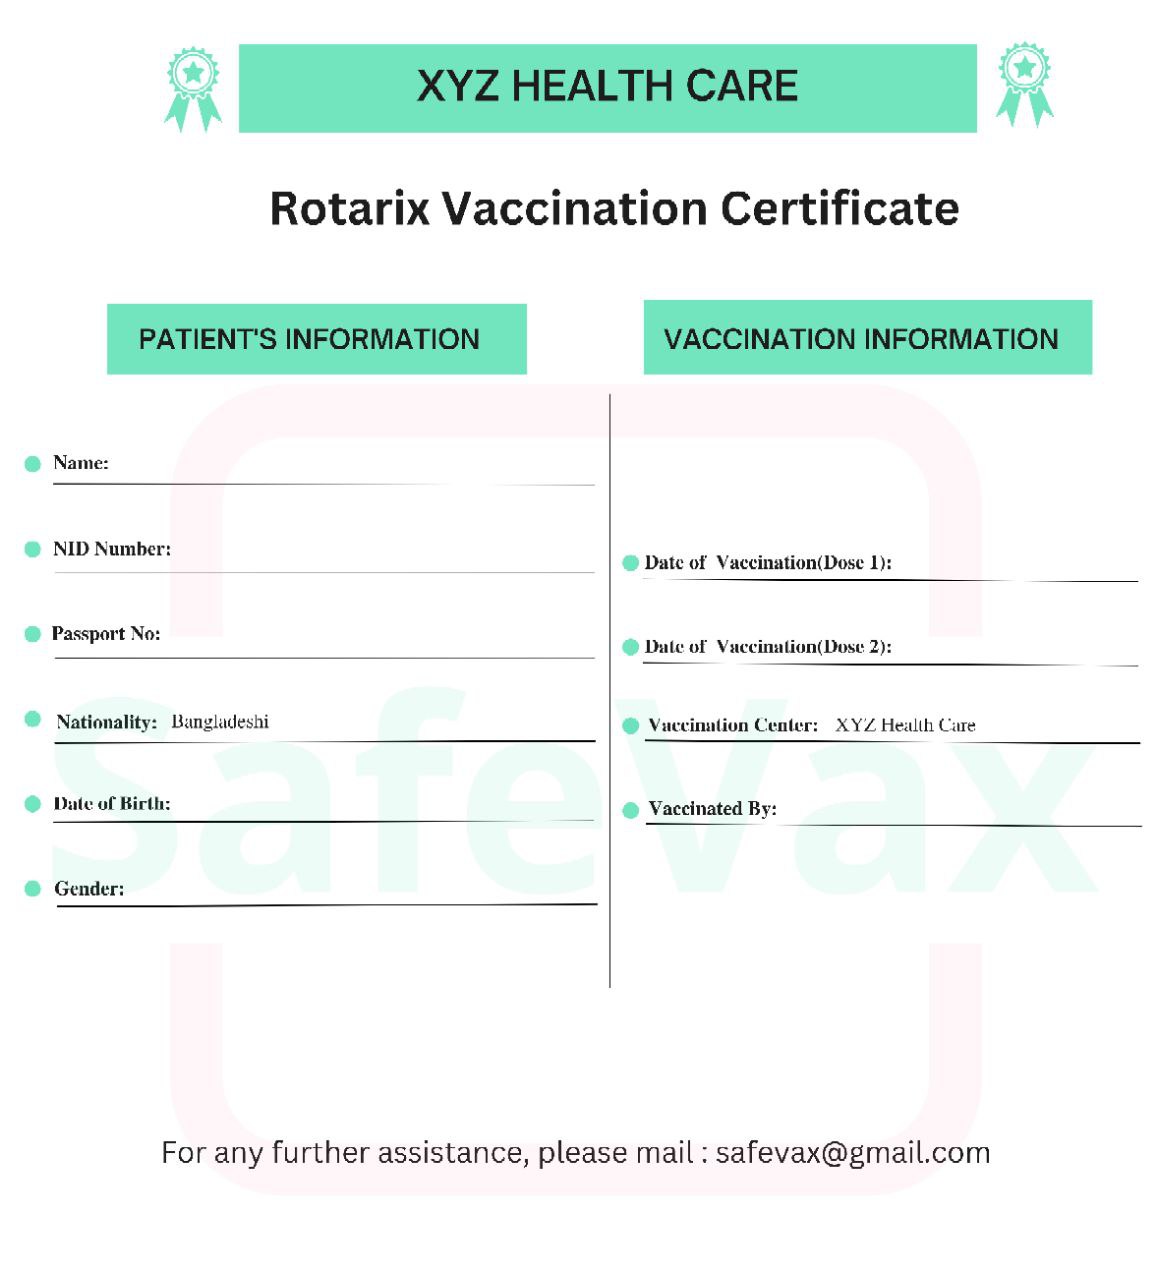 XYZ HEALTH CARE
Rotarix Vaccination Certificate
PATIENT'S INFORMATION
Name:
NID Number:
Passport No:
Nationality: Bangladeshi
Date of Birth:
Gender:
VACCINATION INFORMATION
Date of Vaccination(Dose 1):
Date of Vaccination(Dose 2):
Vaccination Center: XYZ Health Care
Vaccinated By:
SafeVax
For any further assistance, please mail : safevax@gmail.com